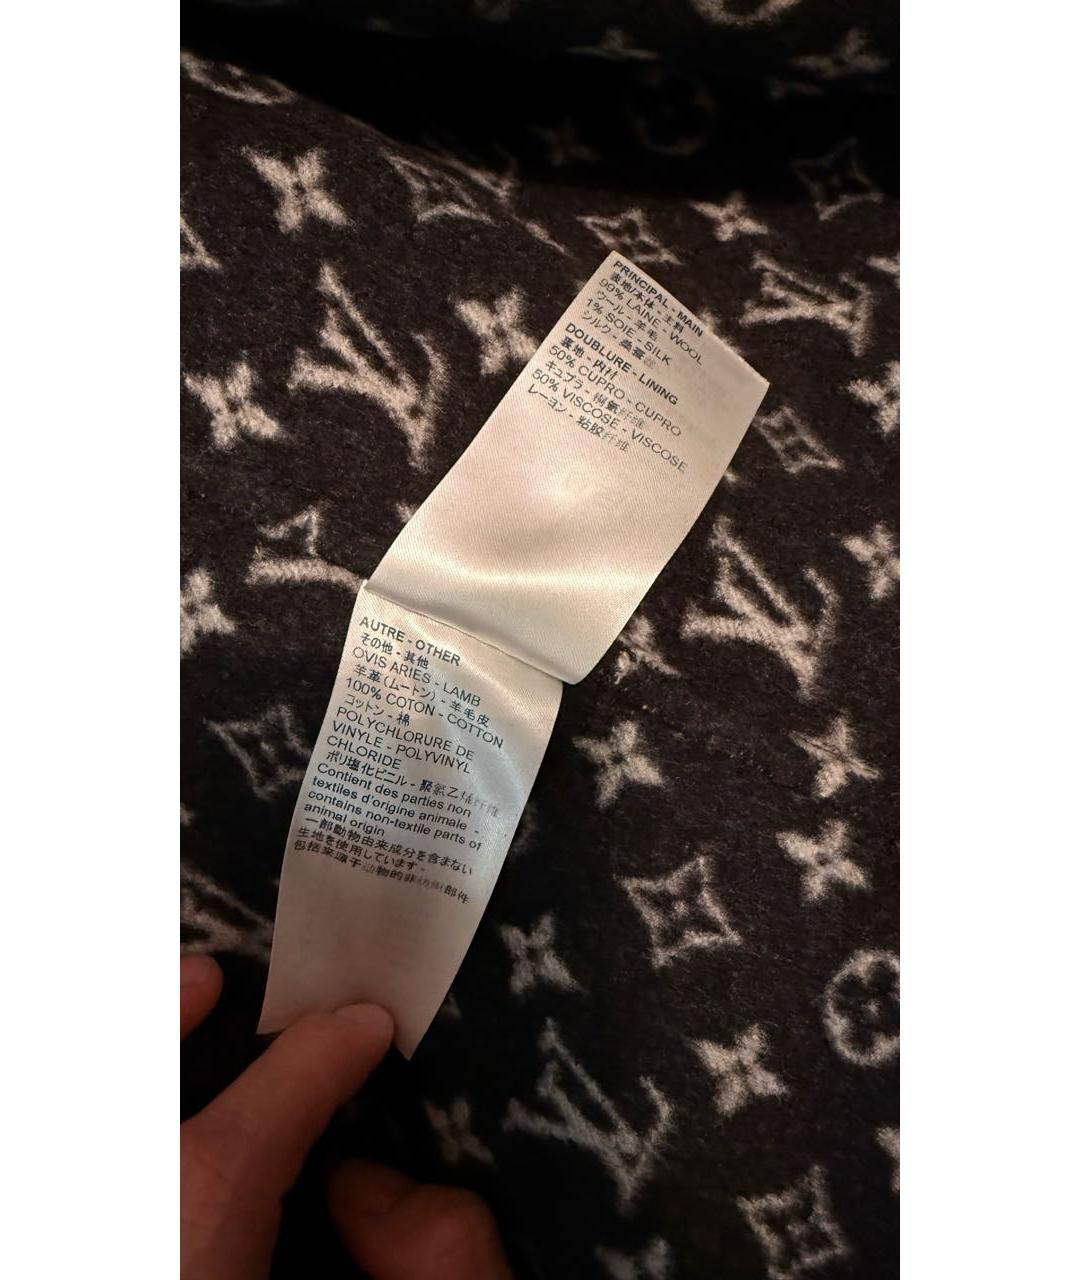 PRINCIPAL - MAIN
表地/本体 - 主料
99% LAINE - WOOL
ウール - 羊毛
1% SOIE - SILK
シルク - 桑蚕丝
DOUBLURE - LINING
裏地 - 内衬
50% CUPRO - CUPRO
キュプラ - 铜氨纤维
50% VISCOSE - VISCOSE
レーヨン - 粘胶纤维
AUTRE - OTHER
その他 - 其他
OVIS ARIES - LAMB
羊革(ムートン) - 羊毛皮
100% COTON - COTTON
コットン - 棉
POLYCHLORURE DE
VINYLE - POLYVINYL
CHLORIDE
ポリ塩化ビニル - 聚氯乙烯纤维
Contient des parties non
textiles d'origine animale -
contains non-textile parts of
animal origin
一部動物由来成分を含まない
生地を使用しています -
包括来源于动物的非纺织部件